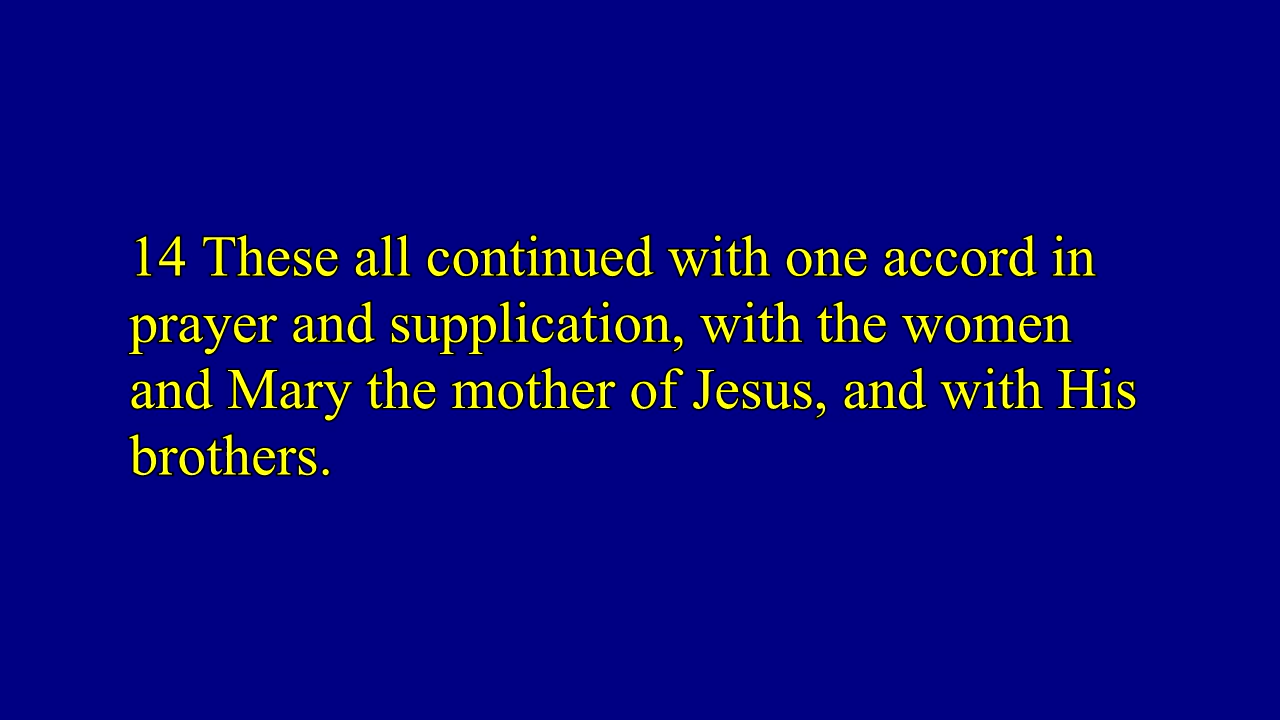 14 These all continued with one accord in
prayer and supplication, with the women
and Mary the mother of Jesus, and with His
brothers.